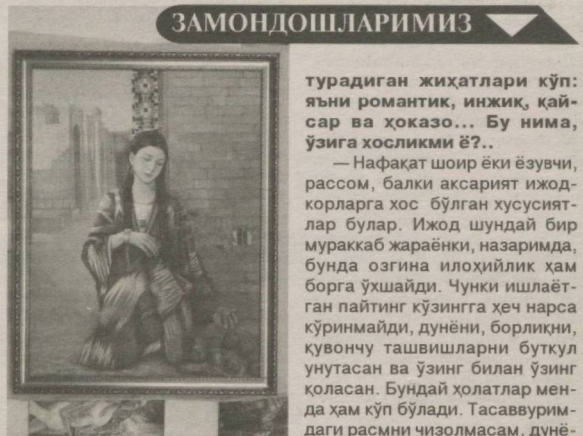 ЗАМОНДОШЛАРИМИЗ
турадиган жиҳатлари кўп:
яъни романтик, инжиқ, қай-
сар ва ҳоказо... Бу нима,
ўзига хосликми ё?..
— Нафақат шоир ёки ёзувчи,
рассом, балки аксарият ижод-
корларга хос бўлган хусусият-
лар булар. Ижод шундай бир
мураккаб жараёнки, назаримда,
бунда озгина илоҳийлик ҳам
борга ўхшайди. Чунки ишлаёт-
ган пайтинг кўзингга ҳеч нарса
кўринмайди, дунёни, борлиқни,
қувончу ташвишларни буткул
унутасан ва ўзинг билан ўзинг
қоласан. Бундай ҳолатлар мен-
да ҳам кўп бўлади. Тасаввурим-
даги расмни чизолмасам, дунё-